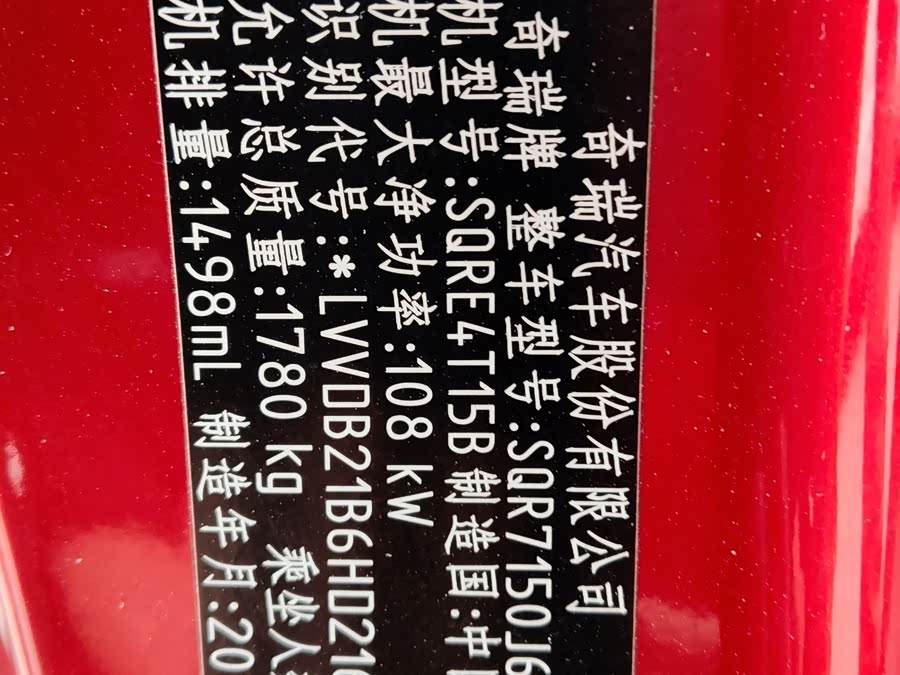 奇瑞汽车股份有限公司
奇瑞牌 整车型号:SQR7150J6
机型号:SQRE4T15B 制造国:中
机最大净功率:108 kW
识别代号:*LVVDB21B6HD21
允许总质量:1780 kg 乘坐人
机排量:1498mL 制造年月:20